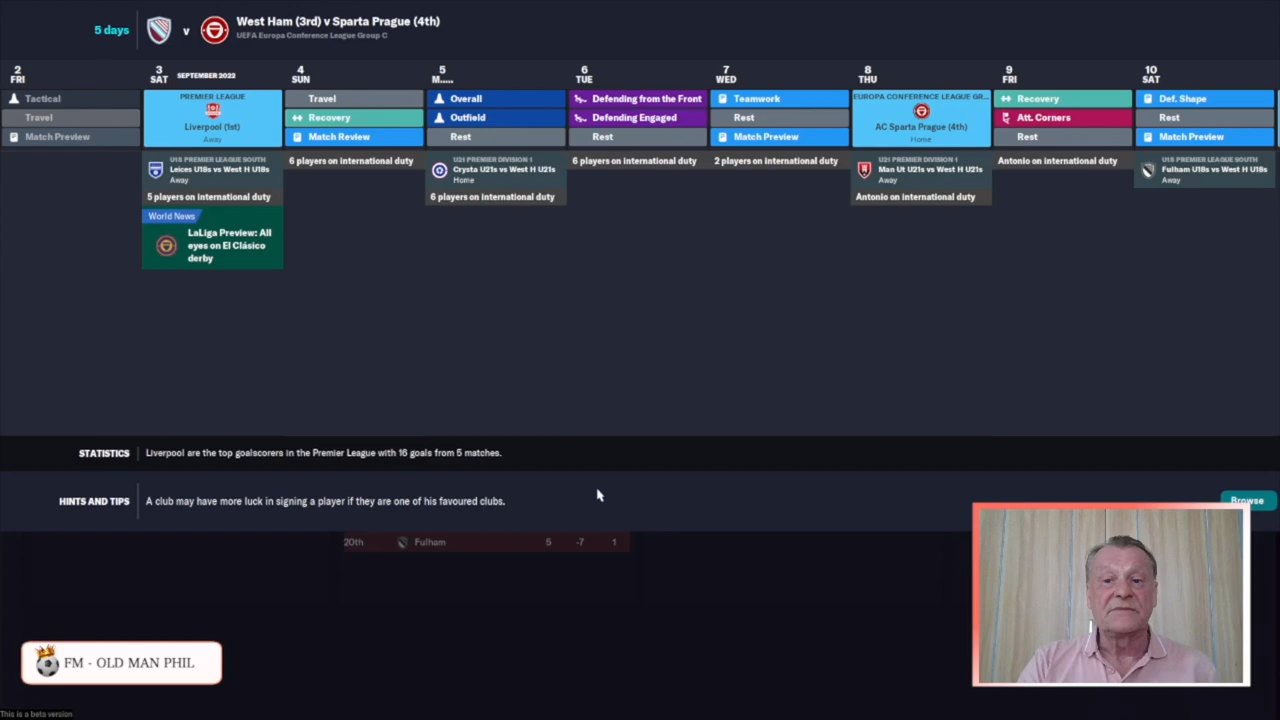 5 days
v
West Ham (3rd) v Sparta Prague (4th)
UEFA Europa Conference League Group C
2
FRI
3
SAT
SEPTEMBER 2022
4
SUN
5
M.....
6
TUE
7
WED
8
THU
9
FRI
10
SAT
Tactical
Travel
Match Preview
PREMIER LEAGUE
Liverpool (1st)
Away
Travel
Recovery
Match Review
Overall
Outfield
Rest
Defending from the Front
Defending Engaged
Rest
Teamwork
Rest
Match Preview
EUROPA CONFERENCE LEAGUE GR...
AC Sparta Prague (4th)
Home
Recovery
Att. Corners
Rest
Def. Shape
Rest
Match Preview
U18 PREMIER LEAGUE SOUTH
Leices U18s vs West H U18s
Away
5 players on international duty
World News
LaLiga Preview: All
eyes on El Clásico
derby
6 players on international duty
U21 PREMIER DIVISION 1
Crysta U21s vs West H U21s
Home
6 players on international duty
6 players on international duty
2 players on international duty
U21 PREMIER DIVISION 1
Man Ut U21s vs West H U21s
Away
Antonio on international duty
Antonio on international duty
U18 PREMIER LEAGUE SOUTH
Fulham U18s vs West H U18s
Away
STATISTICS
Liverpool are the top goalscorers in the Premier League with 16 goals from 5 matches.
HINTS AND TIPS
A club may have more luck in signing a player if they are one of his favoured clubs.
Browse
20th Fulham 5 -7 1
FM - OLD MAN PHIL
This is a beta version